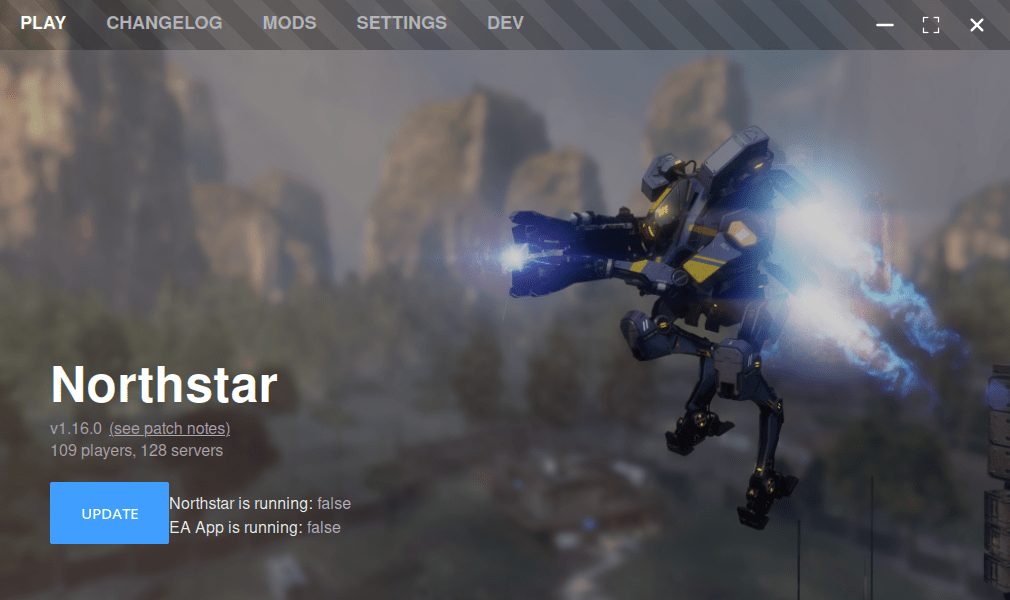 PLAY CHANGELOG MODS SETTINGS DEV
Northstar
v1.16.0 (see patch notes)
109 players, 128 servers
UPDATE
Northstar is running: false
EA App is running: false